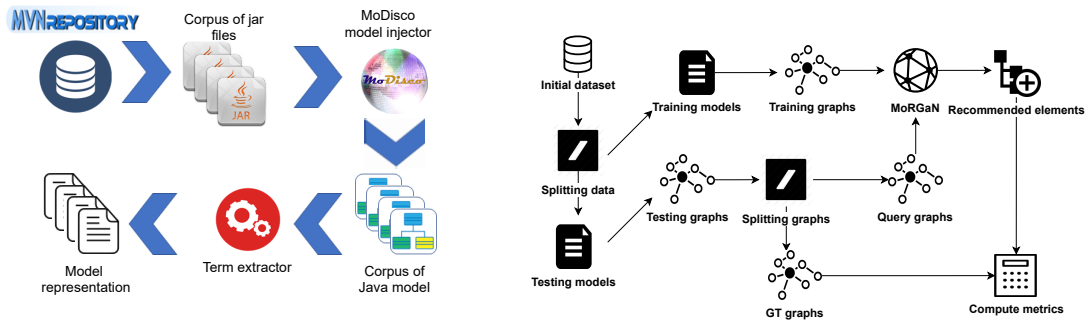 MVNREPOSITORY
Corpus of jar
files
MoDisco
model injector
JAR
MoDisco
Model
representation
Term extractor
Corpus of
Java model
Initial dataset
Splitting data
Testing models
Training models
Training graphs
MoRGaN
Recommended elements
Testing graphs
Splitting graphs
Query graphs
GT graphs
Compute metrics